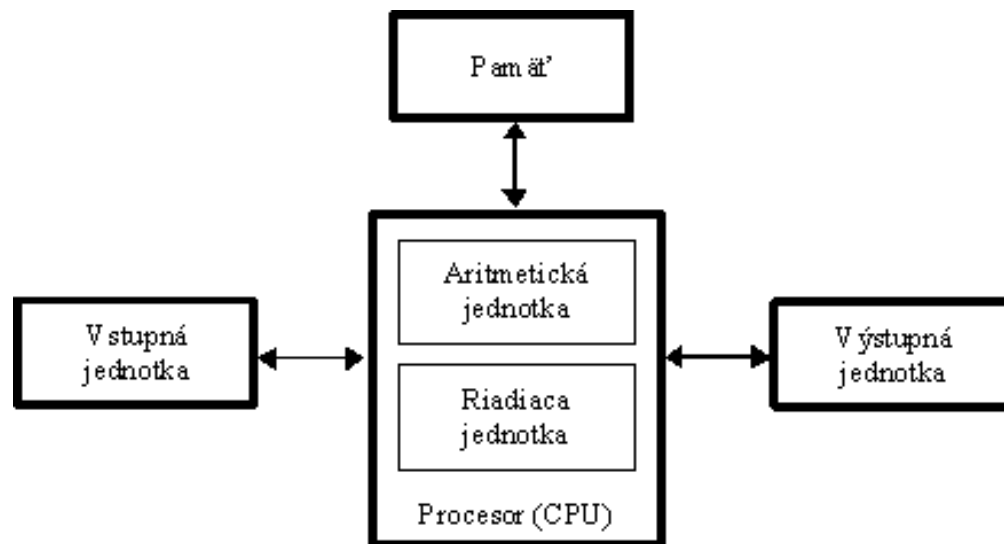 Pamäť
Aritmetická
jednotka
Vstupná
jednotka
Výstupná
jednotka
Riadiaca
jednotka
Procesor (CPU)